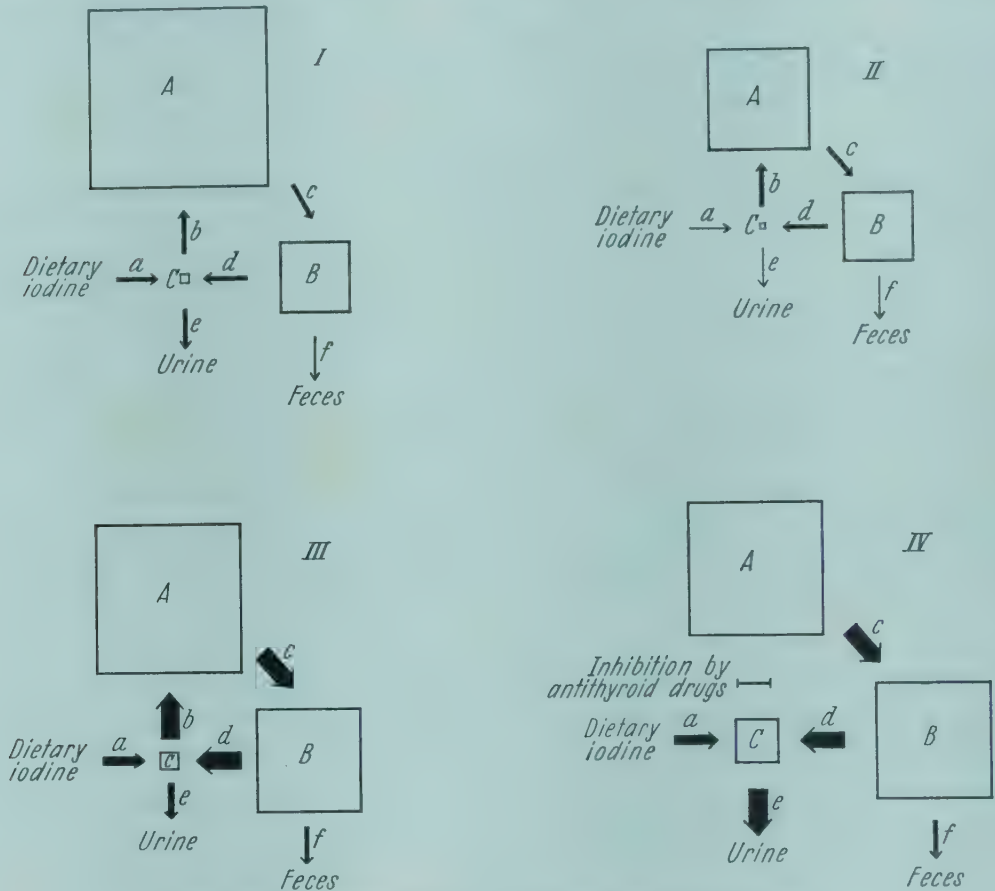 I
A
c
b
Dietary
iodine
a
C
d
B
e
Urine
f
Feces
II
A
c
b
Dietary
iodine
a
C
d
B
e
Urine
f
Feces
III
A
c
b
Dietary
iodine
a
C
d
B
e
Urine
f
Feces
IV
A
c
Inhibition by
antithyroid drugs
Dietary
iodine
a
C
d
B
e
Urine
f
Feces